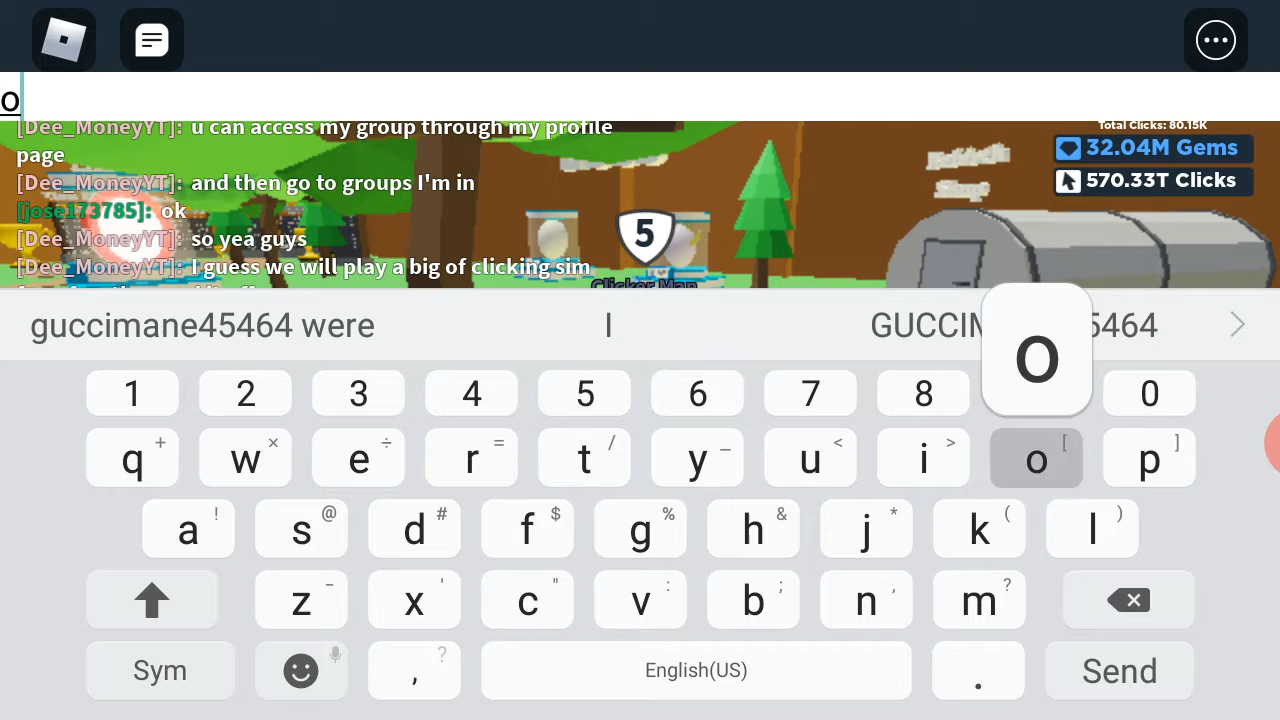 o
[Dee_MoneyYT]: u can access my group through my profile
page
[Dee_MoneyYT]: and then go to groups I'm in
[jose173785]: ok
[Dee_MoneyYT]: so yea guys
[Dee_MoneyYT]: I guess we will play a big of clicking sim
Total Clicks: 80.15K
32.04M Gems
570.33T Clicks
5
Clicker Man
guccimane45464 were
I
o
1 2 3 4 5 6 7 8 0
q + w × e ÷ r = t / y _ u < i > o [ p ]
a ! s @ d # f $ g % h & j * k ( l )
z - x ' c " v : b ; n , m ?
Sym , ? English(US) . Send